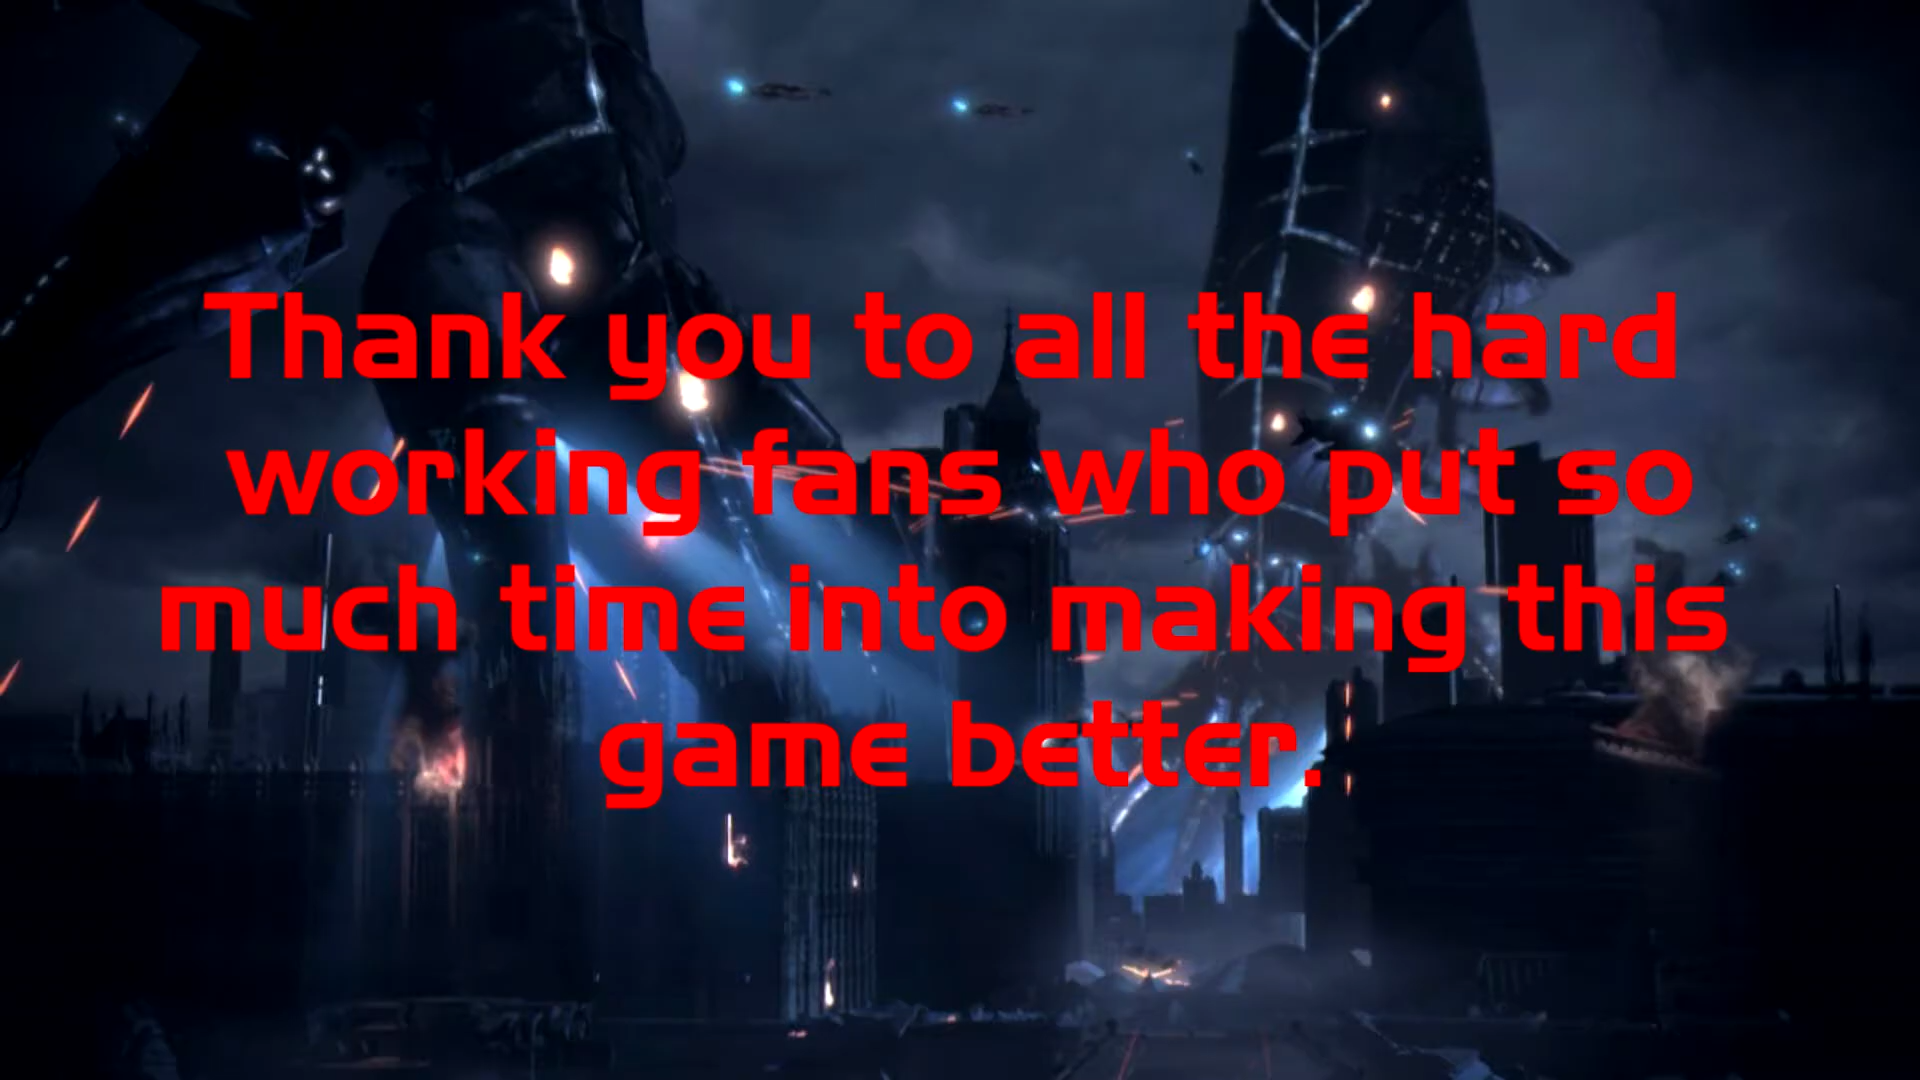 Thank you to all the hard
working fans who put so
much time into making this
game better.